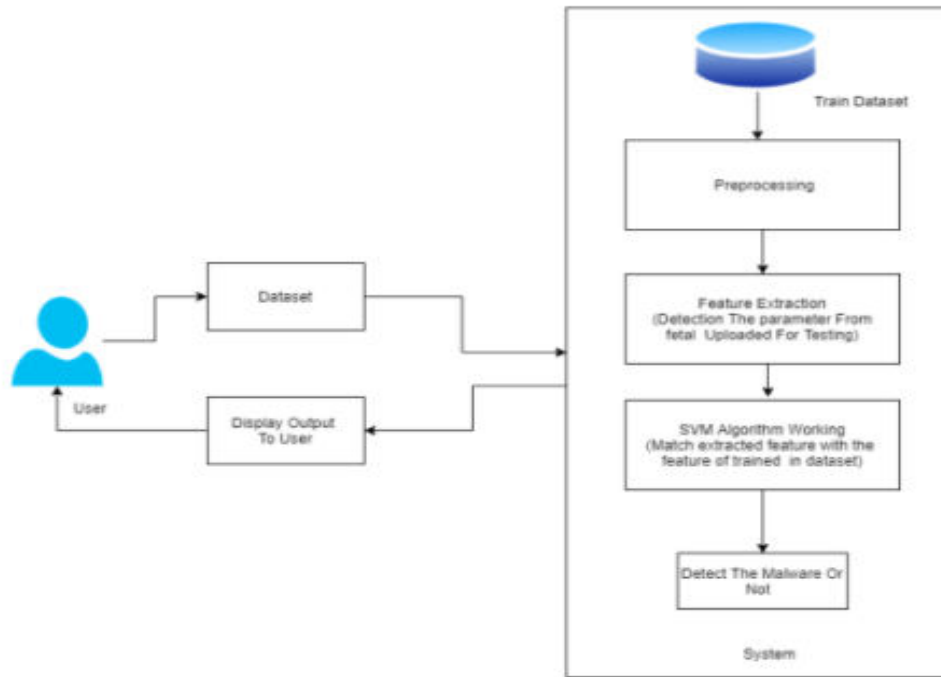 Train Dataset
Preprocessing
Dataset
Feature Extraction
(Detection The parameter From
fetal Uploaded For Testing)
User
Display Output
To User
SVM Algorithm Working
(Match extracted feature with the
feature of trained in dataset)
Detect The Malware Or
Not
System